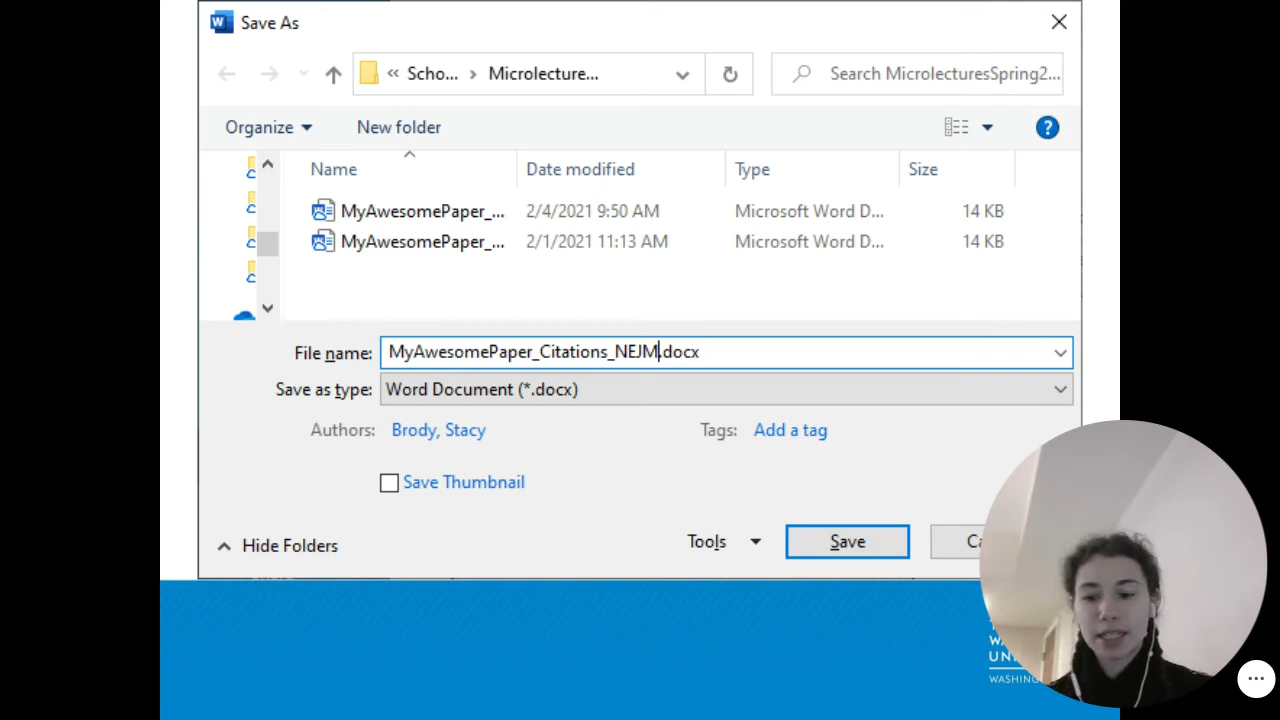 Save As
Scho... Microlecture... Search MicrolecturesSpring2...
Organize New folder
Name Date modified Type Size
MyAwesomePaper_... 2/4/2021 9:50 AM Microsoft Word D... 14 KB
MyAwesomePaper_... 2/1/2021 11:13 AM Microsoft Word D... 14 KB
File name: MyAwesomePaper_Citations_NEJM.docx
Save as type: Word Document (*.docx)
Authors: Brody, Stacy Tags: Add a tag
Save Thumbnail
Hide Folders Tools Save